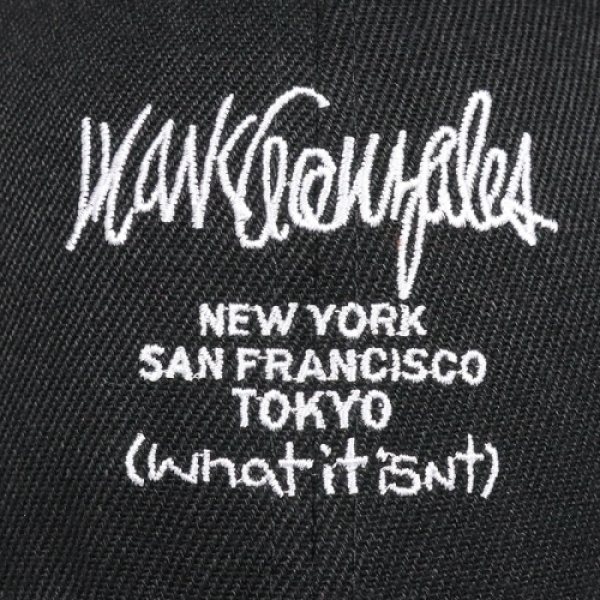 Mark Gonzales
NEW YORK
SAN FRANCISCO
TOKYO
(what it isNt)